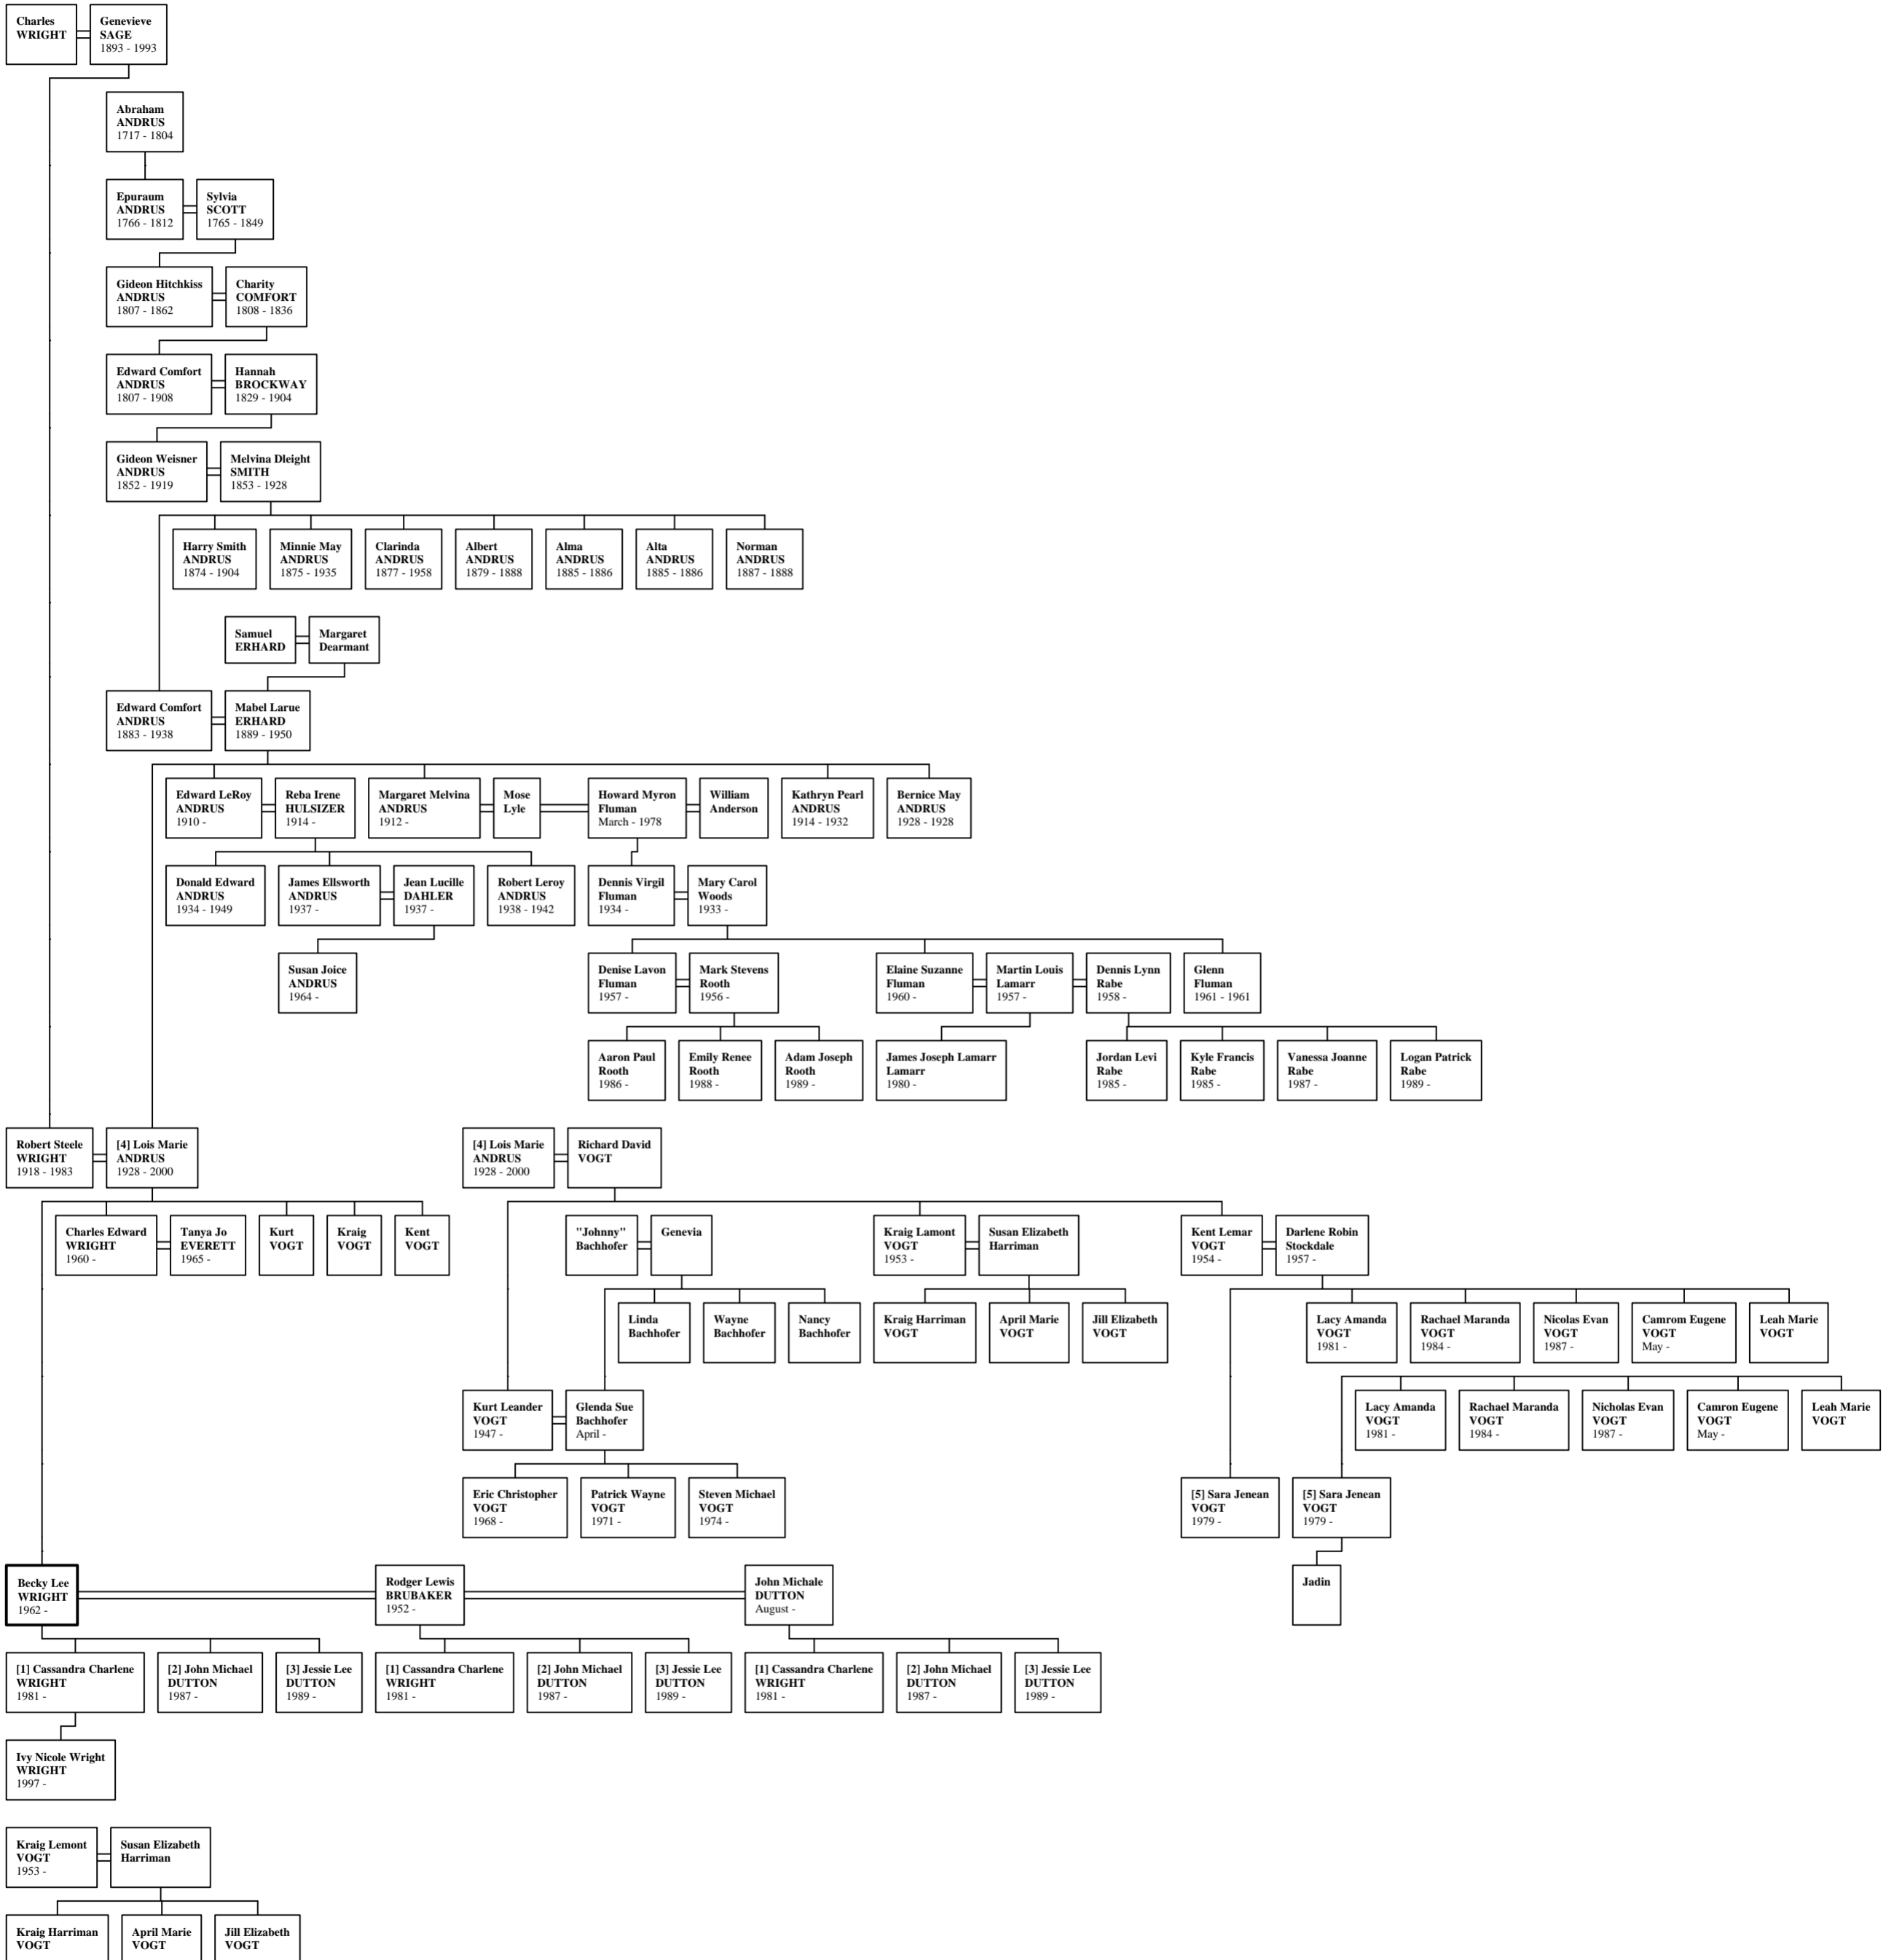 Charles
WRIGHT
Genevieve
SAGE
1893 - 1993
Abraham
ANDRUS
1717 - 1804
Epuraum
ANDRUS
1766 - 1812
Sylvia
SCOTT
1765 - 1849
Gideon Hitchkiss
ANDRUS
1807 - 1862
Charity
COMFORT
1808 - 1836
Edward Comfort
ANDRUS
1807 - 1908
Hannah
BROCKWAY
1829 - 1904
Gideon Weisner
ANDRUS
1852 - 1919
Melvina Dleight
SMITH
1853 - 1928
Harry Smith
ANDRUS
1874 - 1904
Minnie May
ANDRUS
1875 - 1935
Clarinda
ANDRUS
1877 - 1958
Albert
ANDRUS
1879 - 1888
Alma
ANDRUS
1885 - 1886
Alta
ANDRUS
1885 - 1886
Norman
ANDRUS
1887 - 1888
Samuel
ERHARD
Margaret
Dearmant
Edward Comfort
ANDRUS
1883 - 1938
Mabel Larue
ERHARD
1889 - 1950
Edward LeRoy
ANDRUS
1910 -
Reba Irene
HULSIZER
1914 -
Margaret Melvina
ANDRUS
1912 -
Mose
Lyle
Howard Myron
Fluman
March - 1978
William
Anderson
Kathryn Pearl
ANDRUS
1914 - 1932
Bernice May
ANDRUS
1928 - 1928
Donald Edward
ANDRUS
1934 - 1949
James Ellsworth
ANDRUS
1937 -
Jean Lucille
DAHLER
1937 -
Robert Leroy
ANDRUS
1938 - 1942
Dennis Virgil
Fluman
1934 -
Mary Carol
Woods
1933 -
Susan Joice
ANDRUS
1964 -
Denise Lavon
Fluman
1957 -
Mark Stevens
Rooth
1956 -
Elaine Suzanne
Fluman
1960 -
Martin Louis
Lamarr
1957 -
Dennis Lynn
Rabe
1958 -
Glenn
Fluman
1961 - 1961
Aaron Paul
Rooth
1986 -
Emily Renee
Rooth
1988 -
Adam Joseph
Rooth
1989 -
James Joseph Lamarr
Lamarr
1980 -
Jordan Levi
Rabe
1985 -
Kyle Francis
Rabe
1985 -
Vanessa Joanne
Rabe
1987 -
Logan Patrick
Rabe
1989 -
Robert Steele
WRIGHT
1918 - 1983
[4] Lois Marie
ANDRUS
1928 - 2000
[4] Lois Marie
ANDRUS
1928 - 2000
Richard David
VOGT
Charles Edward
WRIGHT
1960 -
Tanya Jo
EVERETT
1965 -
Kurt
VOGT
Kraig
VOGT
Kent
VOGT
"Johnny"
Bachhofer
Genevia
Kraig Lamont
VOGT
1953 -
Susan Elizabeth
Harriman
Kent Lemar
VOGT
1954 -
Darlene Robin
Stockdale
1957 -
Linda
Bachhofer
Wayne
Bachhofer
Nancy
Bachhofer
Kraig Harriman
VOGT
April Marie
VOGT
Jill Elizabeth
VOGT
Lacy Amanda
VOGT
1981 -
Rachael Maranda
VOGT
1984 -
Nicolas Evan
VOGT
1987 -
Camrom Eugene
VOGT
May -
Leah Marie
VOGT
Kurt Leander
VOGT
1947 -
Glenda Sue
Bachhofer
April -
Lacy Amanda
VOGT
1981 -
Rachael Maranda
VOGT
1984 -
Nicholas Evan
VOGT
1987 -
Camron Eugene
VOGT
May -
Leah Marie
VOGT
Eric Christopher
VOGT
1968 -
Patrick Wayne
VOGT
1971 -
Steven Michael
VOGT
1974 -
[5] Sara Jenean
VOGT
1979 -
[5] Sara Jenean
VOGT
1979 -
Becky Lee
WRIGHT
1962 -
Rodger Lewis
BRUBAKER
1952 -
John Michale
DUTTON
August -
Jadin
[1] Cassandra Charlene
WRIGHT
1981 -
[2] John Michael
DUTTON
1987 -
[3] Jessie Lee
DUTTON
1989 -
[1] Cassandra Charlene
WRIGHT
1981 -
[2] John Michael
DUTTON
1987 -
[3] Jessie Lee
DUTTON
1989 -
[1] Cassandra Charlene
WRIGHT
1981 -
[2] John Michael
DUTTON
1987 -
[3] Jessie Lee
DUTTON
1989 -
Ivy Nicole Wright
WRIGHT
1997 -
Kraig Lemont
VOGT
1953 -
Susan Elizabeth
Harriman
Kraig Harriman
VOGT
April Marie
VOGT
Jill Elizabeth
VOGT